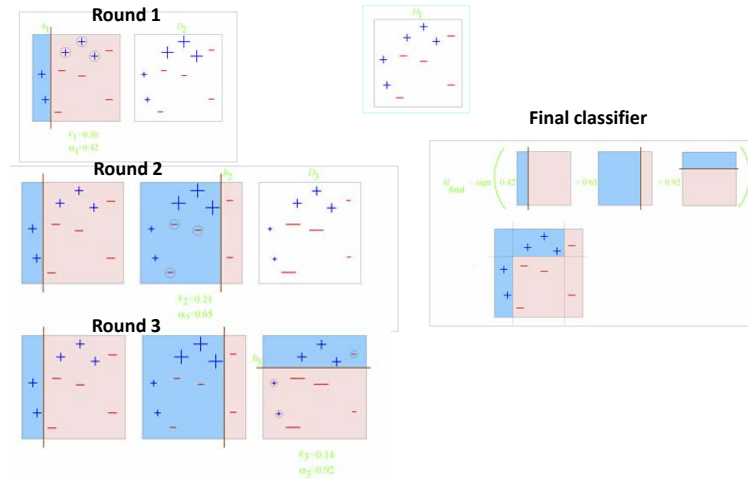 Round 1
h1
D2
D1
ε1=0.30
α1=0.42
Final classifier
H final = sign ( 0.42 + 0.65 + 0.92 )
Round 2
h2
D3
ε2=0.21
α2=0.65
Round 3
h3
ε3=0.14
α3=0.92